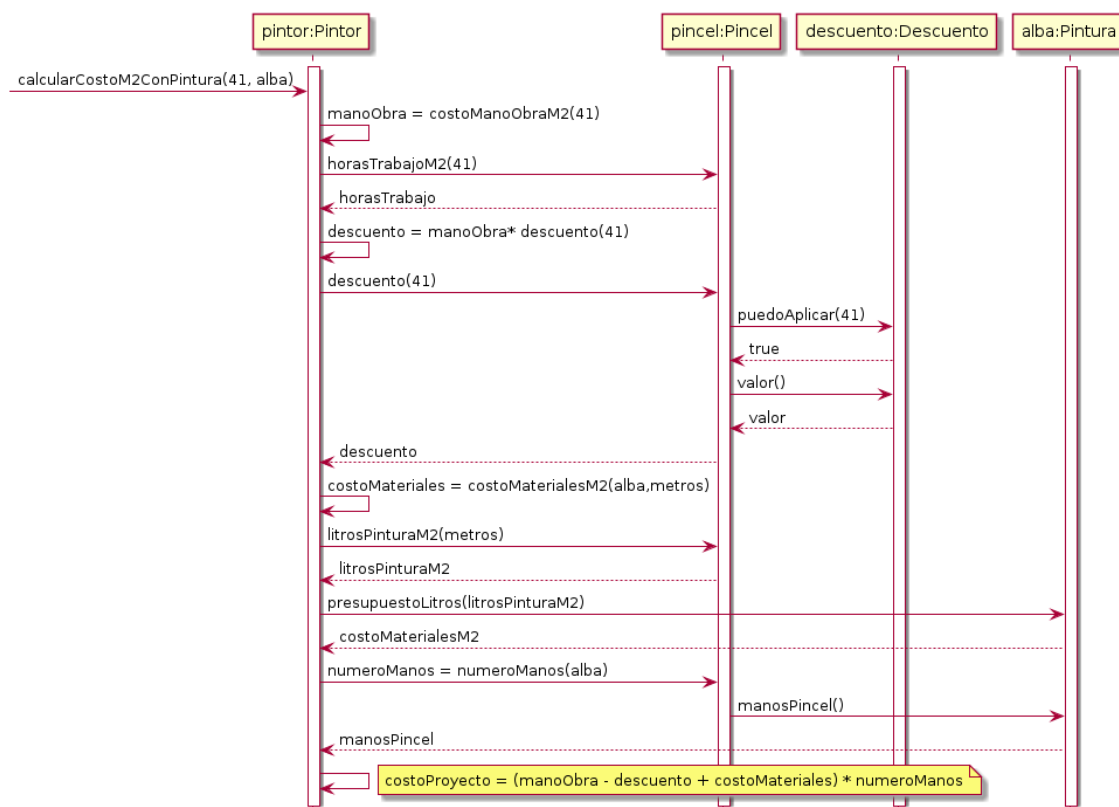 pintor:Pintor
pincel:Pincel
descuento:Descuento
alba:Pintura
calcularCostoM2ConPintura(41, alba)
manoObra = costoManoObraM2(41)
horasTrabajoM2(41)
horasTrabajo
descuento = manoObra* descuento(41)
descuento(41)
puedoAplicar(41)
true
valor()
valor
descuento
costoMateriales = costoMaterialesM2(alba,metros)
litrosPinturaM2(metros)
litrosPinturaM2
presupuestoLitros(litrosPinturaM2)
costoMaterialesM2
numeroManos = numeroManos(alba)
manosPincel()
manosPincel
costoProyecto = (manoObra - descuento + costoMateriales) * numeroManos